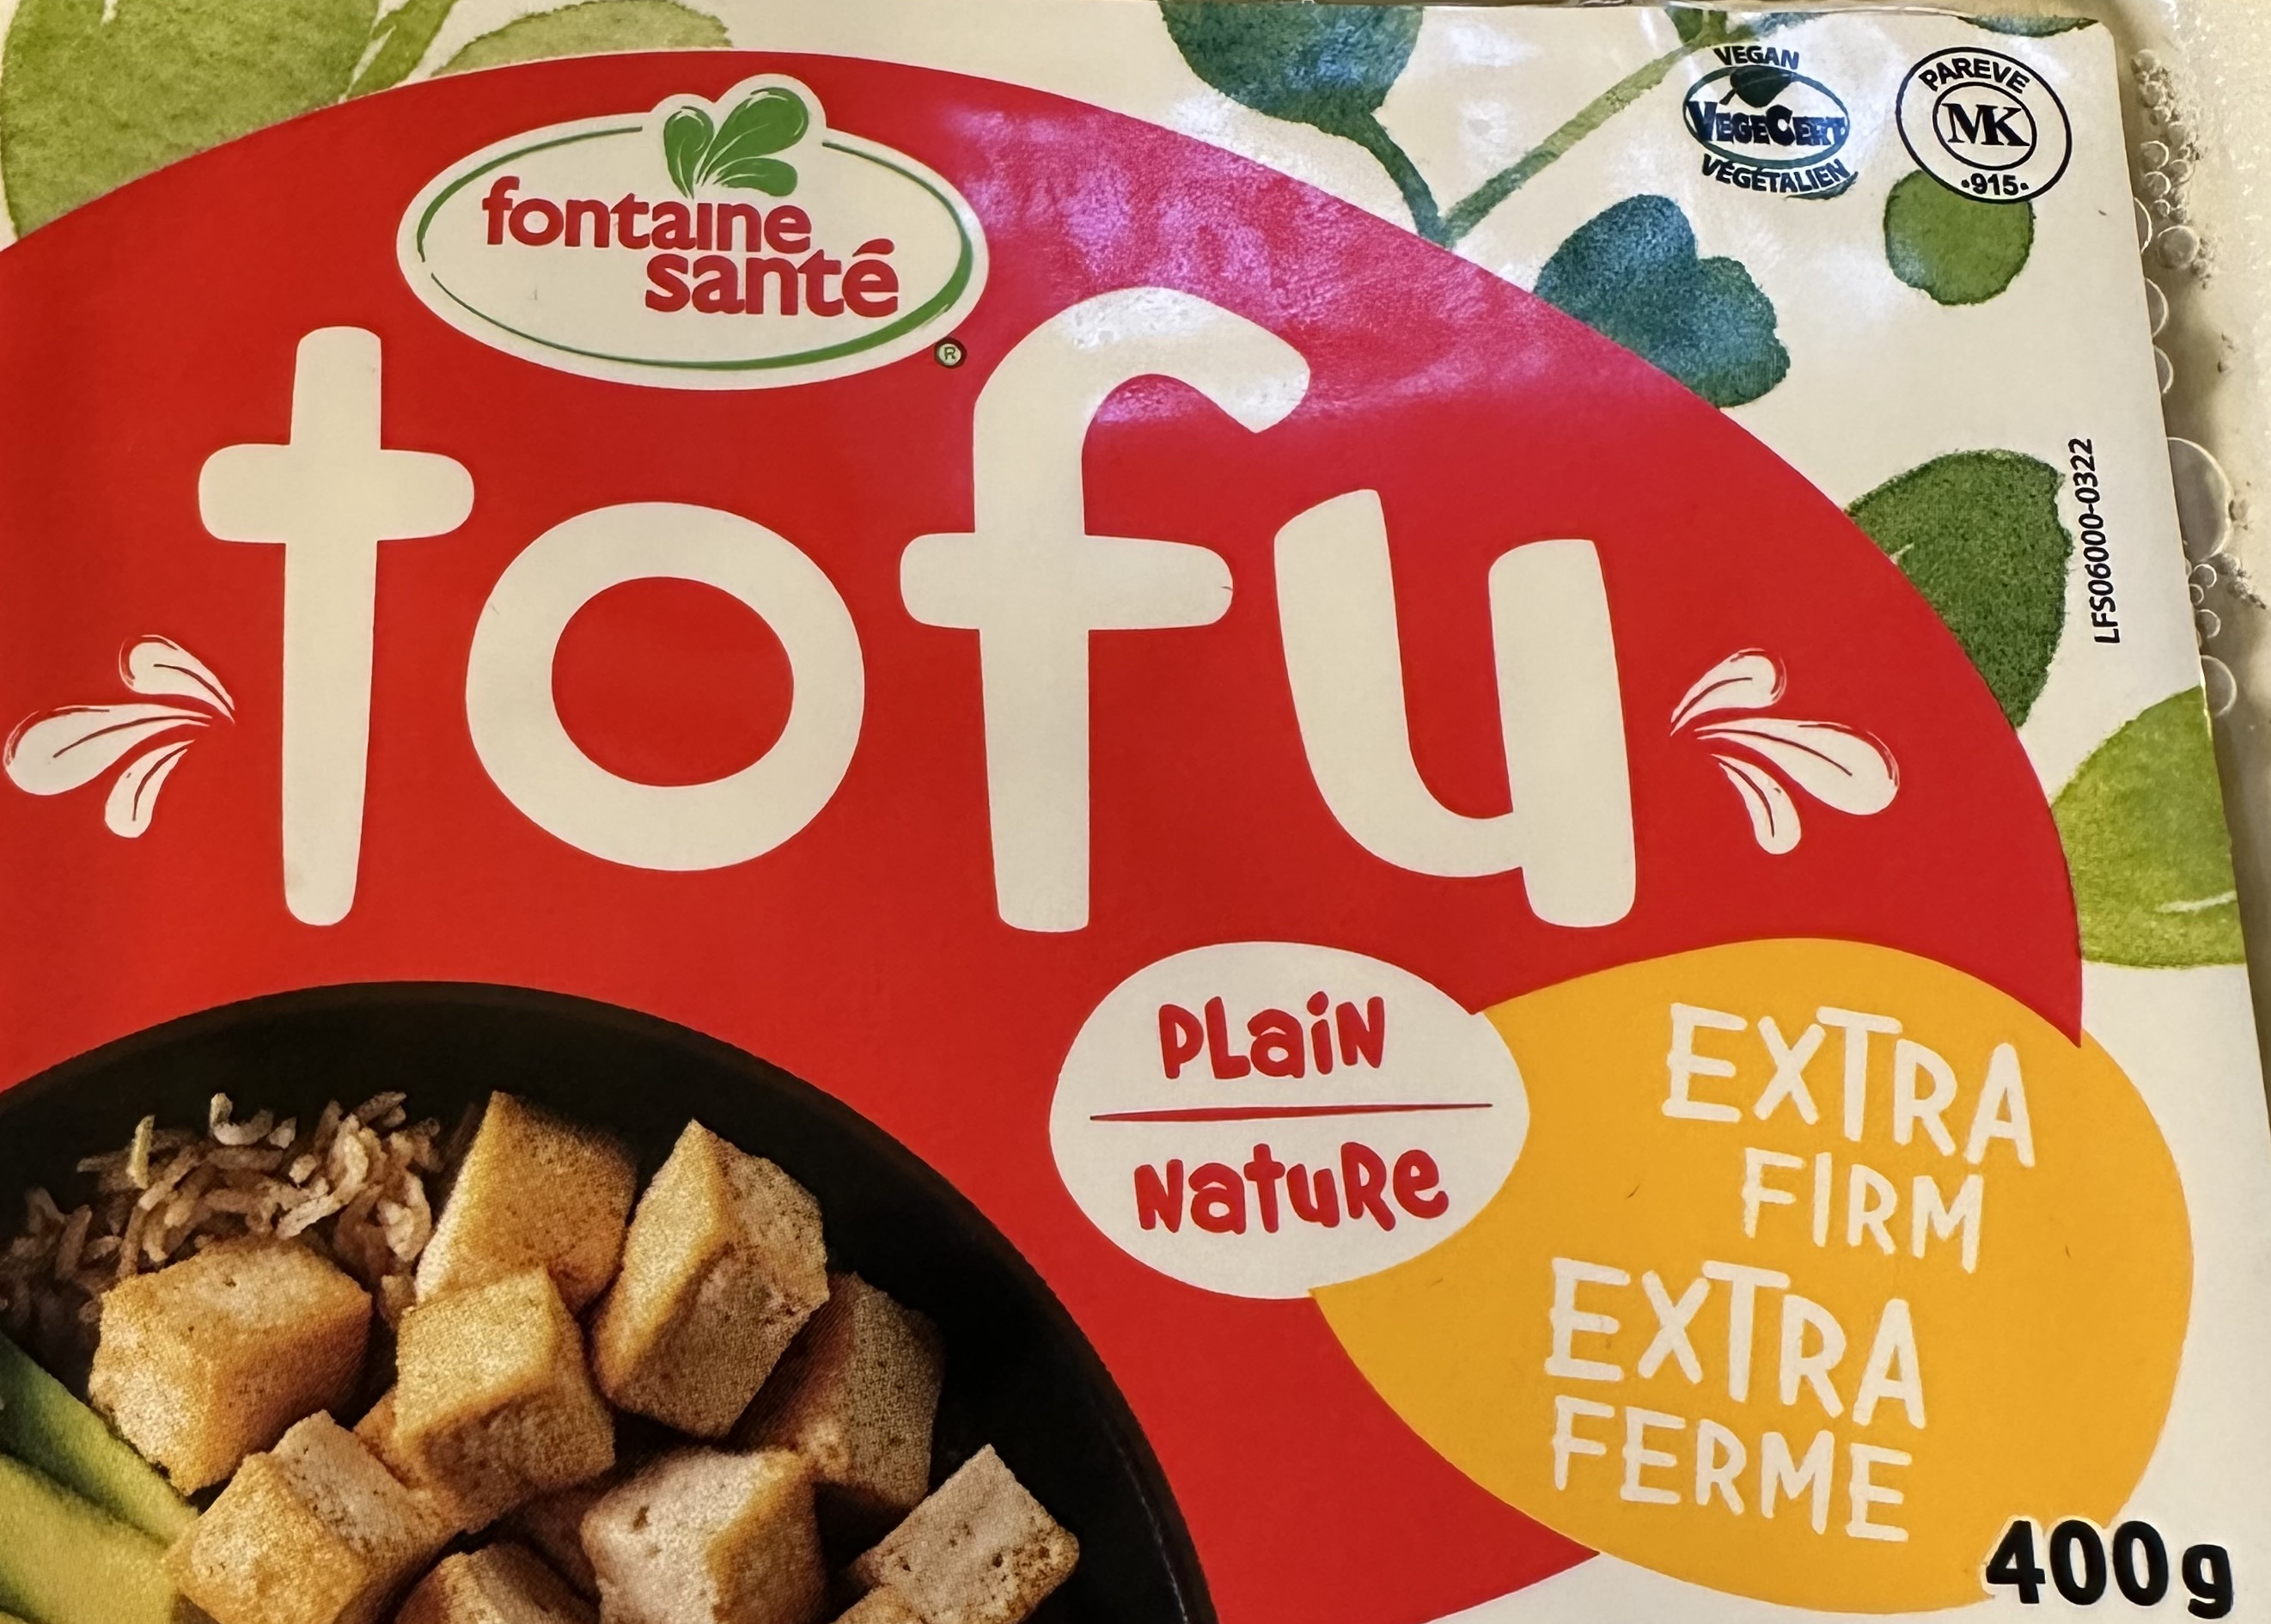 fontaine
santé
®
tofu
VEGAN
VEGECERT
VÉGÉTALIEN
PAREVE
MK
•915•
LFS06000-0322
PLAIN
NATURE
EXTRA
FIRM
EXTRA
FERME
400g